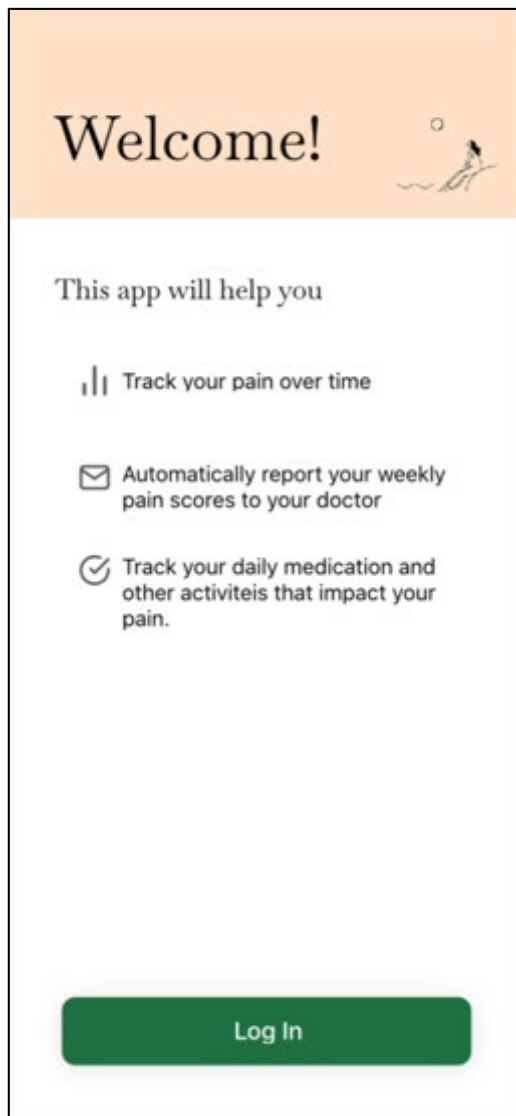 Welcome!
This app will help you
Track your pain over time
Automatically report your weekly
pain scores to your doctor
Track your daily medication and
other activiteis that impact your
pain.
Log In